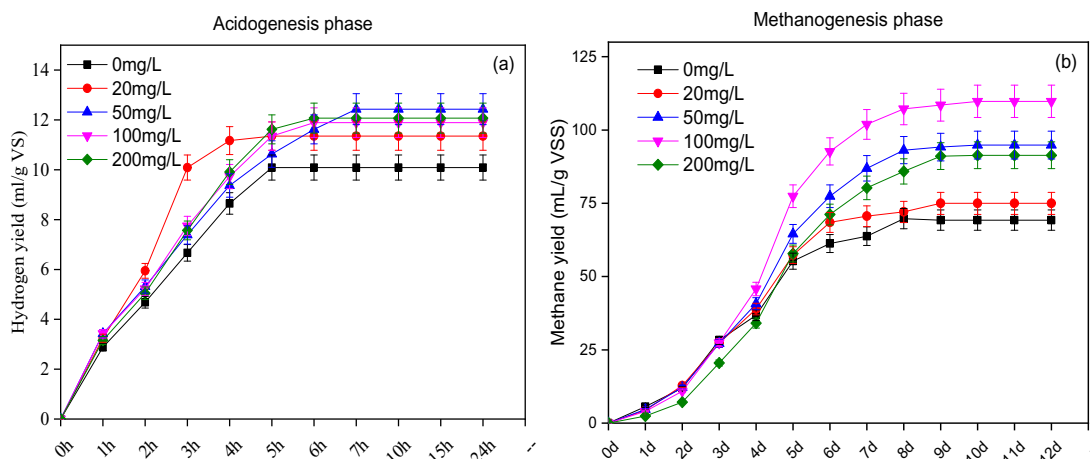 Acidogenesis phase
(a)
0mg/L
20mg/L
50mg/L
100mg/L
200mg/L
Hydrogen yield (ml/g VS)
14
12
10
8
6
4
2
0
0h 1h 2h 3h 4h 5h 6h 7h 10h 15h 24h --
Methanogenesis phase
(b)
0mg/L
20mg/L
50mg/L
100mg/L
200mg/L
Methane yield (mL/g VSS)
125
100
75
50
25
0
0d 1d 2d 3d 4d 5d 6d 7d 8d 9d 10d 11d 12d